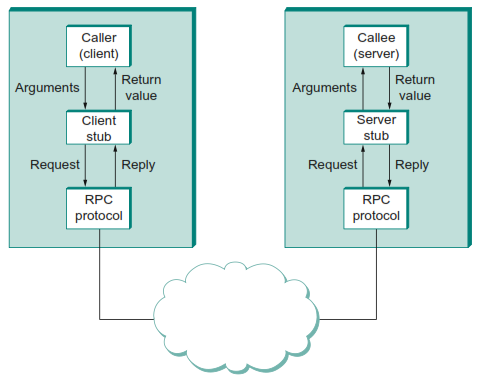 Caller
(client)
Arguments
Return
value
Client
stub
Request
Reply
RPC
protocol
Callee
(server)
Arguments
Return
value
Server
stub
Request
Reply
RPC
protocol